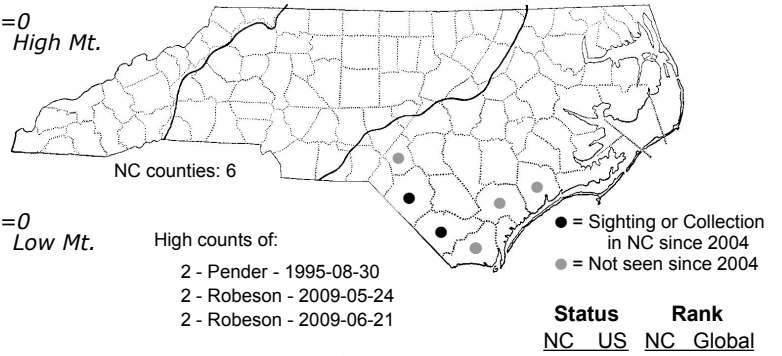 =0
High Mt.
NC counties: 6
=0
Low Mt.
High counts of:
2 - Pender - 1995-08-30
2 - Robeson - 2009-05-24
2 - Robeson - 2009-06-21
= Sighting or Collection
in NC since 2004
= Not seen since 2004
Status Rank
NC US NC Global